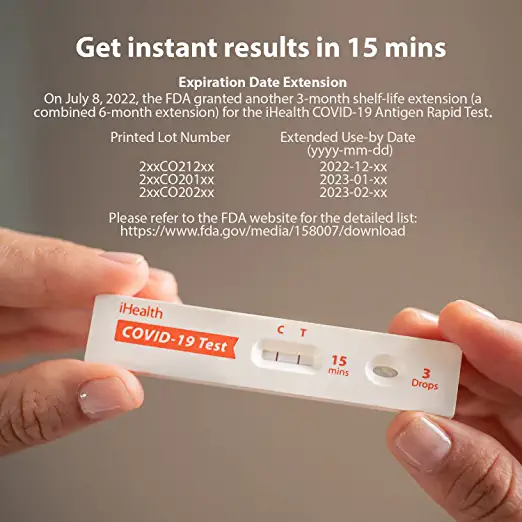 Get instant results in 15 mins
Expiration Date Extension
On July 8, 2022, the FDA granted another 3-month shelf-life extension (a
combined 6-month extension) for the iHealth COVID-19 Antigen Rapid Test.
Printed Lot Number Extended Use-by Date
(yyyy-mm-dd)
2xxCO212xx 2022-12-xx
2xxCO201xx 2023-01-xx
2xxCO202xx 2023-02-xx
Please refer to the FDA website for the detailed list:
https://www.fda.gov/media/158007/download
iHealth
COVID-19 Test
C T
15
mins
3
Drops